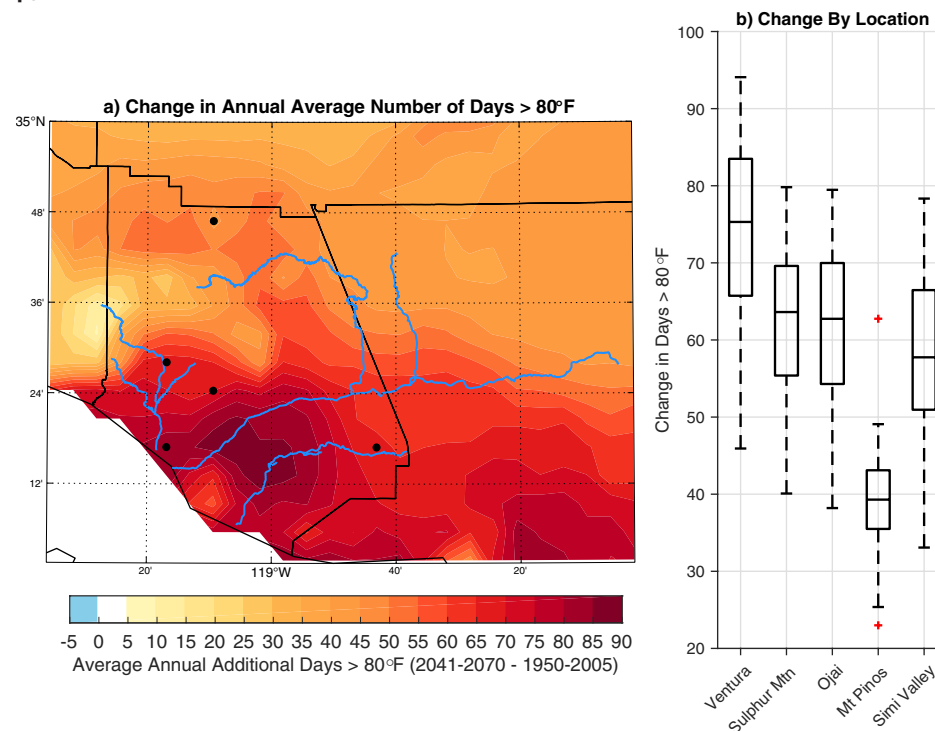 b) Change By Location
a) Change in Annual Average Number of Days > 80°F
35°N
48'
36'
24'
12'
20'
119°W
40'
20'
-5 0 5 10 15 20 25 30 35 40 45 50 55 60 65 70 75 80 85 90
Average Annual Additional Days > 80°F (2041-2070 - 1950-2005)
Change in Days > 80°F
100
90
80
70
60
50
40
30
20
Ventura
Sulphur Mtn
Ojai
Mt Pinos
Simi Valley